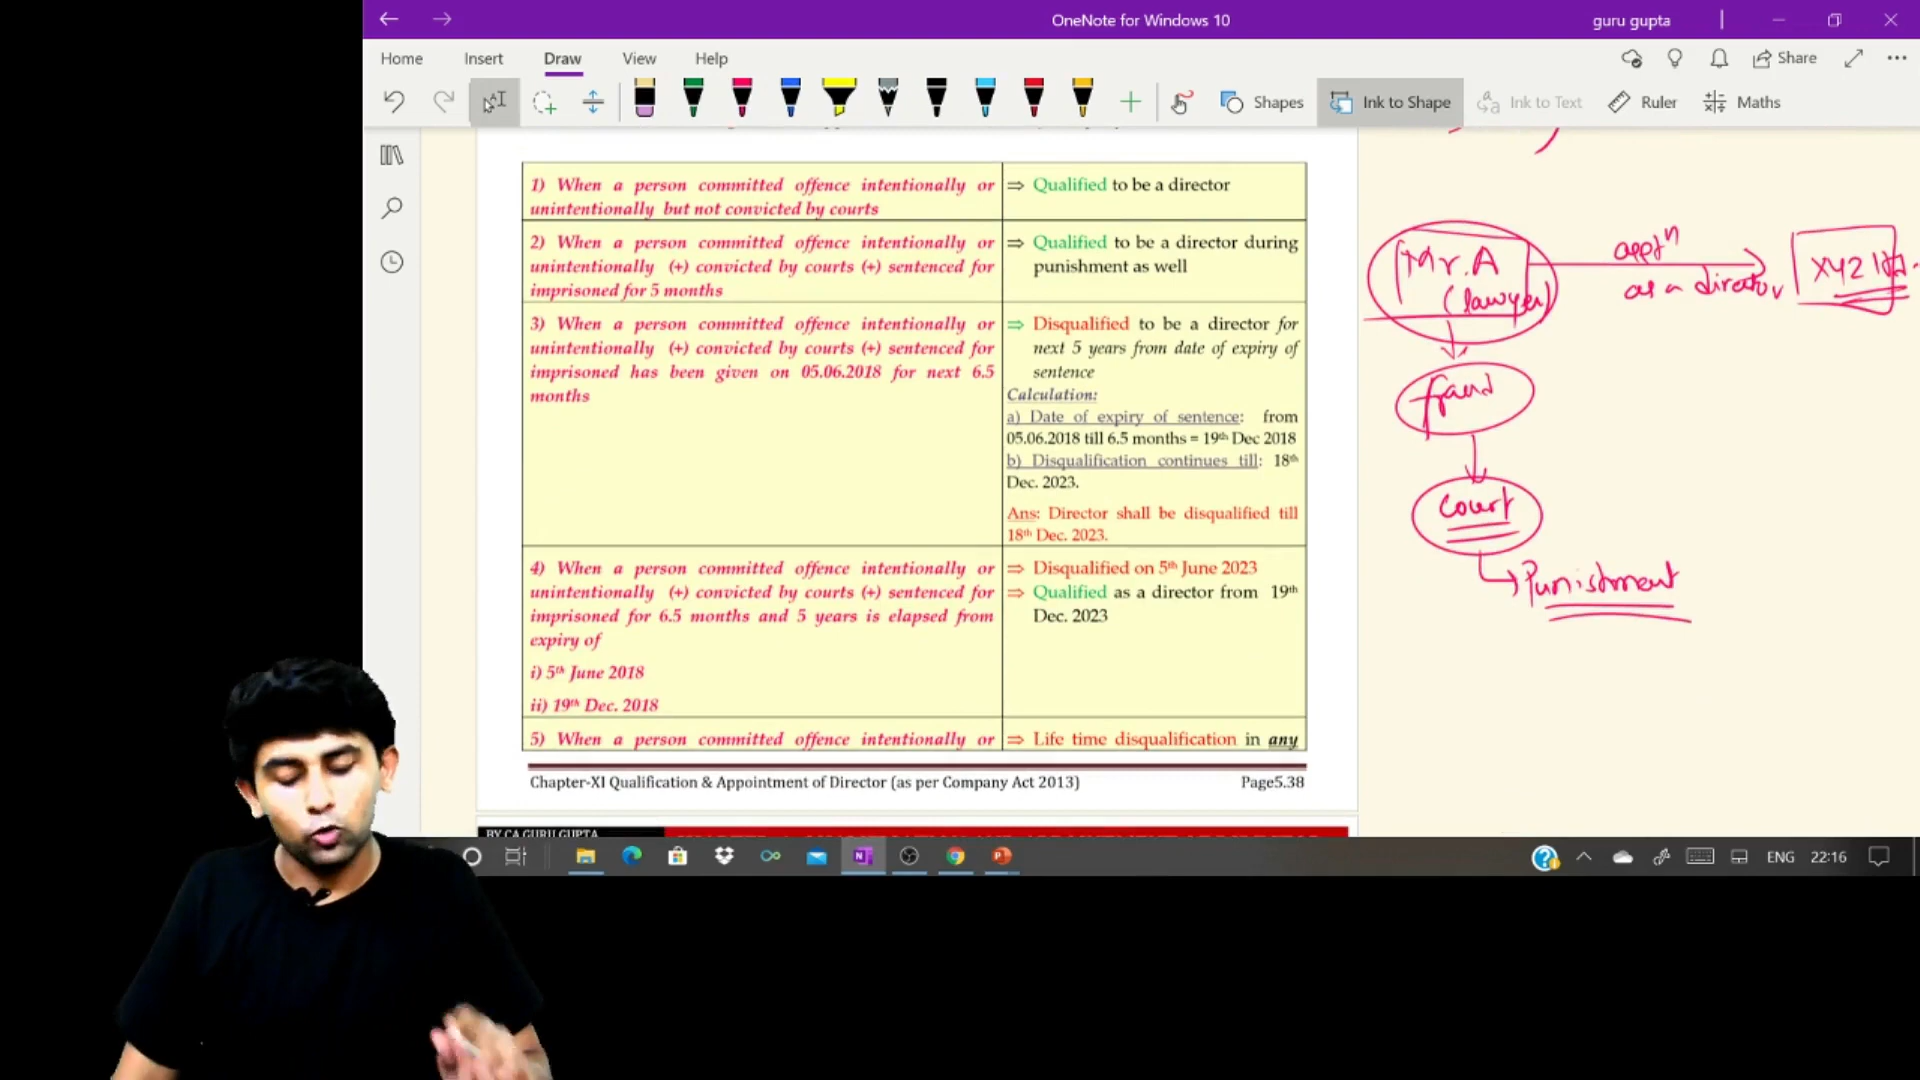 OneNote for Windows 10
guru gupta
Home Insert Draw View Help
Share
Shapes
Ink to Shape
Ink to Text
Ruler
Maths
1) When a person committed offence intentionally or
unintentionally but not convicted by courts
⇒ Qualified to be a director
2) When a person committed offence intentionally or
unintentionally (+) convicted by courts (+) sentenced for
imprisoned for 5 months
⇒ Qualified to be a director during
punishment as well
3) When a person committed offence intentionally or
unintentionally (+) convicted by courts (+) sentenced for
imprisoned has been given on 05.06.2018 for next 6.5
months
⇒ Disqualified to be a director for
next 5 years from date of expiry of
sentence
Calculation:
a) Date of expiry of sentence: from
05.06.2018 till 6.5 months = 19th Dec 2018
b) Disqualification continues till: 18th
Dec. 2023.
Ans: Director shall be disqualified till
18th Dec. 2023.
4) When a person committed offence intentionally or
unintentionally (+) convicted by courts (+) sentenced for
imprisoned for 6.5 months and 5 years is elapsed from
expiry of
i) 5th June 2018
ii) 19th Dec. 2018
⇒ Disqualified on 5th June 2023
⇒ Qualified as a director from 19th
Dec. 2023
5) When a person committed offence intentionally or
⇒ Life time disqualification in any
Chapter-XI Qualification & Appointment of Director (as per Company Act 2013)
Page5.38
BY CA GURU GUPTA
Mr. A
(lawyer)
apptn
as a director
XYZ ltd.
fraud
Court
Punishment
ENG
22:16